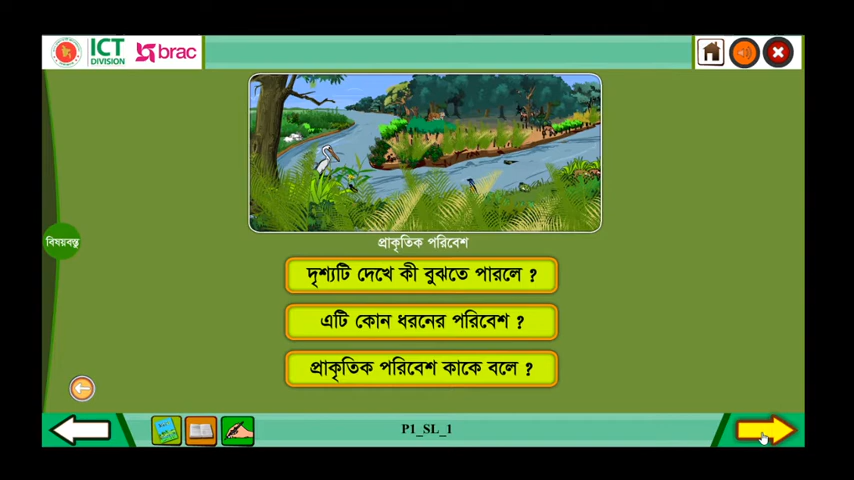 ICT
DIVISION
brac
প্রাকৃতিক পরিবেশ
বিষয়বস্তু
দৃশ্যটি দেখে কী বুঝতে পারলে ?
এটি কোন ধরনের পরিবেশ ?
প্রাকৃতিক পরিবেশ কাকে বলে ?
P1_SL_1